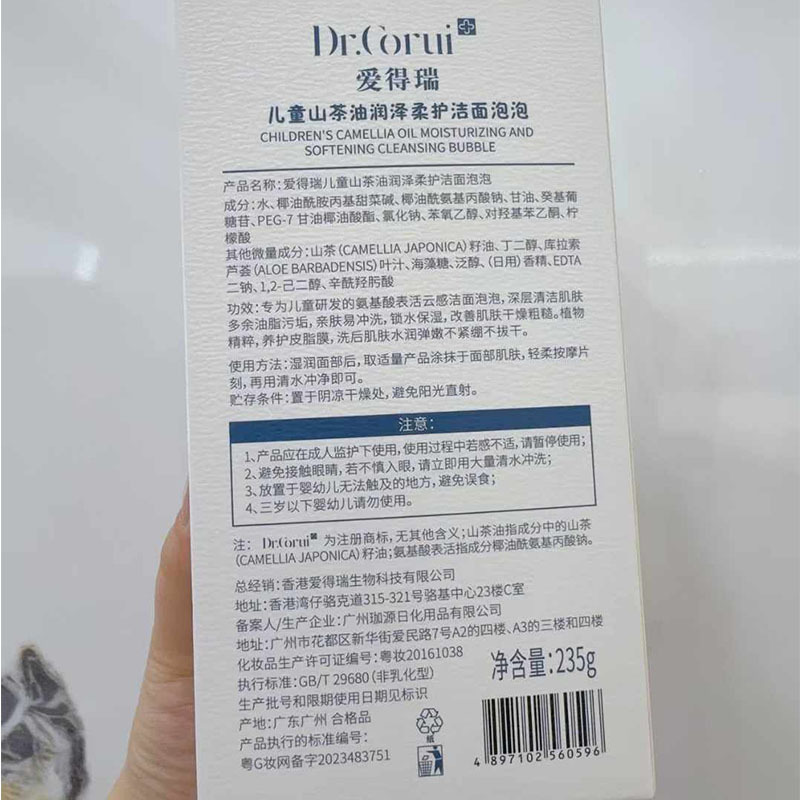 Dr.Corui
爱得瑞
儿童山茶油润泽柔护洁面泡泡
CHILDREN'S CAMELLIA OIL MOISTURIZING AND
SOFTENING CLEANSING BUBBLE
产品名称:爱得瑞儿童山茶油润泽柔护洁面泡泡
成分:水、椰油酰胺丙基甜菜碱、椰油酰氨基丙酸钠、甘油、癸基葡
糖苷、PEG-7 甘油椰油酸酯、氯化钠、苯氧乙醇、对羟基苯乙酮、柠
檬酸
其他微量成分:山茶(CAMELLIA JAPONICA)籽油、丁二醇、库拉索
芦荟(ALOE BARBADENSIS)叶汁、海藻糖、泛醇、(日用)香精、EDTA
二钠、1,2-己二醇、辛酰羟肟酸
功效:专为儿童研发的氨基酸表活云感洁面泡泡,深层清洁肌肤
多余油脂污垢,亲肤易冲洗,锁水保湿,改善肌肤干燥粗糙。植物
精粹,养护皮脂膜,洗后肌肤水润弹嫩不紧绷不拔干。
使用方法:湿润面部后,取适量产品涂抹于面部肌肤,轻柔按摩片
刻,再用清水冲净即可。
贮存条件:置于阴凉干燥处,避免阳光直射。
注意:
1、产品应在成人监护下使用,使用过程中若感不适,请暂停使用;
2、避免接触眼睛,若不慎入眼,请立即用大量清水冲洗;
3、放置于婴幼儿无法触及的地方,避免误食;
4、三岁以下婴幼儿请勿使用。
注: Dr.Corui 为注册商标,无其他含义;山茶油指成分中的山茶
(CAMELLIA JAPONICA)籽油;氨基酸表活指成分椰油酰氨基丙酸钠。
总经销:香港爱得瑞生物科技有限公司
地址:香港湾仔骆克道315-321号骆基中心23楼C室
备案人/生产企业:广州珈源日化用品有限公司
地址:广州市花都区新华街爱民路7号A2的四楼、A3的三楼和四楼
化妆品生产许可证编号:粤妆20161038
执行标准:GB/T 29680(非乳化型)
生产批号和限期使用日期见标识
产地:广东广州 合格品
产品执行的标准编号:
粤G妆网备字2023483751
净含量:235g
纸
4 897102 560596